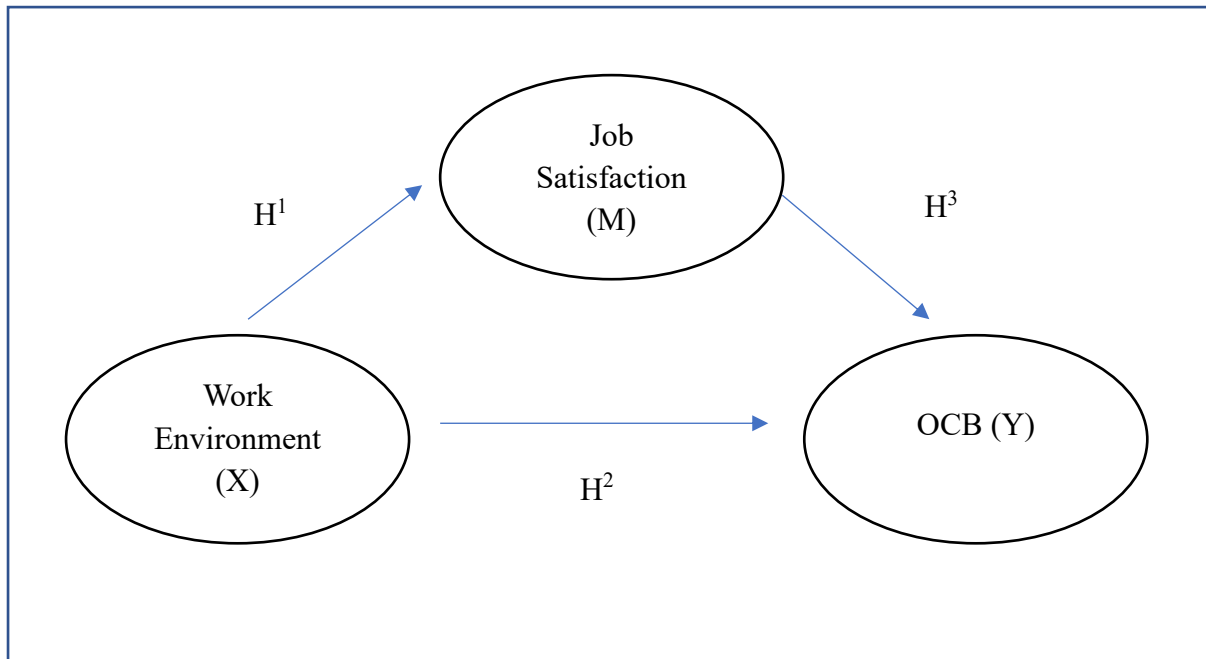 Job
Satisfaction
(M)
H¹
H³
Work
Environment
(X)
OCB (Y)
H²